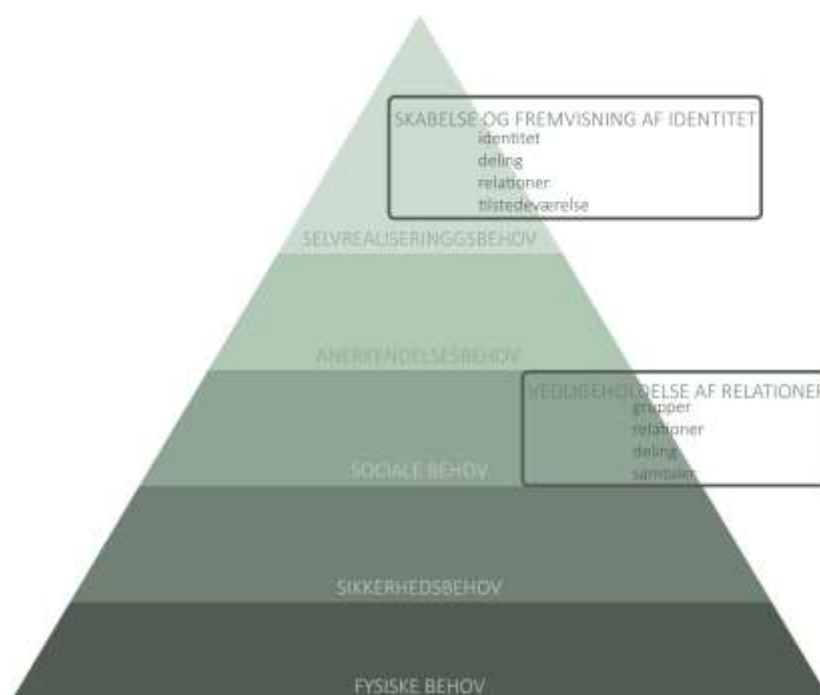 SKABELSE OG FREMVISNING AF IDENTITET
identitet
deling
relationer
tilstedeværelse
SELVREALISERINGGSBEHOV
ANERKENDELSESBEHOV
VEDLIGEHOLDELSE AF RELATIONER
grupper
relationer
deling
samtaler
SOCIALE BEHOV
SIKKERHEDSBEHOV
FYSISKE BEHOV